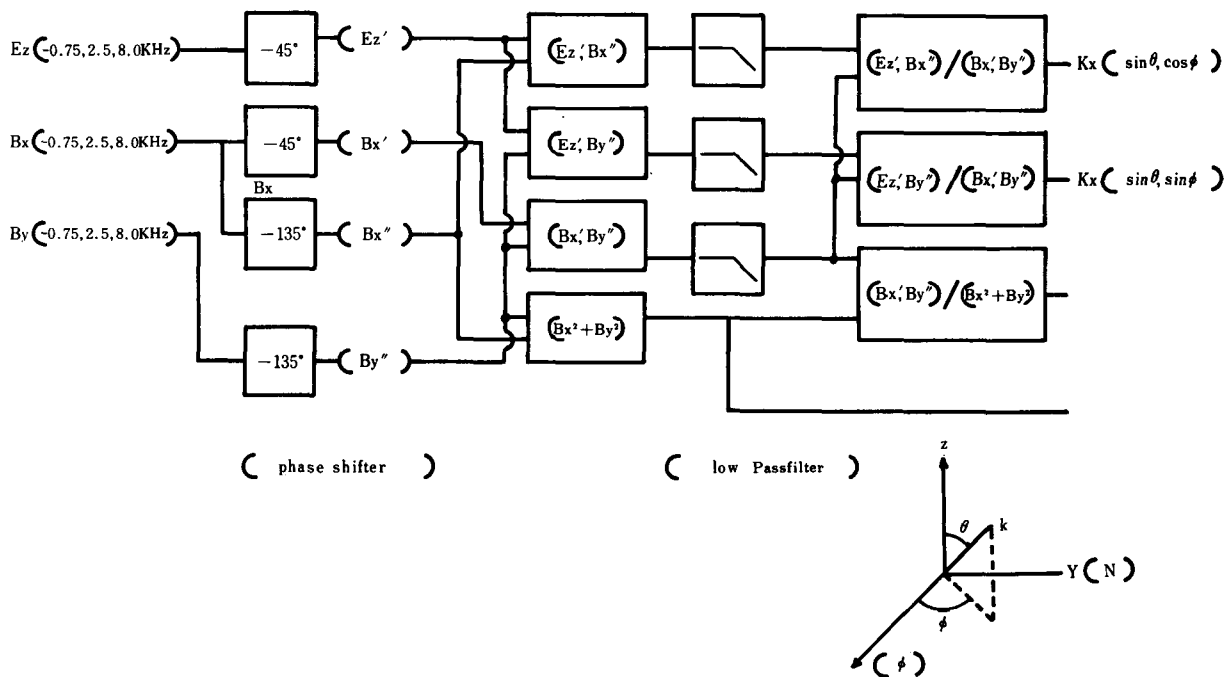 Ez (-0.75,2.5,8.0KHz)
−45°
( Ez′ )
(Ez′,Bx″)
(Ez′,Bx″)/(Bx′,By″)
Kx ( sinθ,cosφ )
Bx (-0.75,2.5,8.0KHz)
−45°
( Bx′ )
(Ez′,By″)
(Ez′,By″)/(Bx′,By″)
Kx ( sinθ,sinφ )
Bx
By (-0.75,2.5,8.0KHz)
−135°
( Bx″ )
(Bx′,By″)
(Bx′,By″)/(Bx²+By²)
(Bx²+By²)
−135°
( By″ )
( phase shifter )
( low Passfilter )
z
θ
k
Y ( N )
φ
( φ )